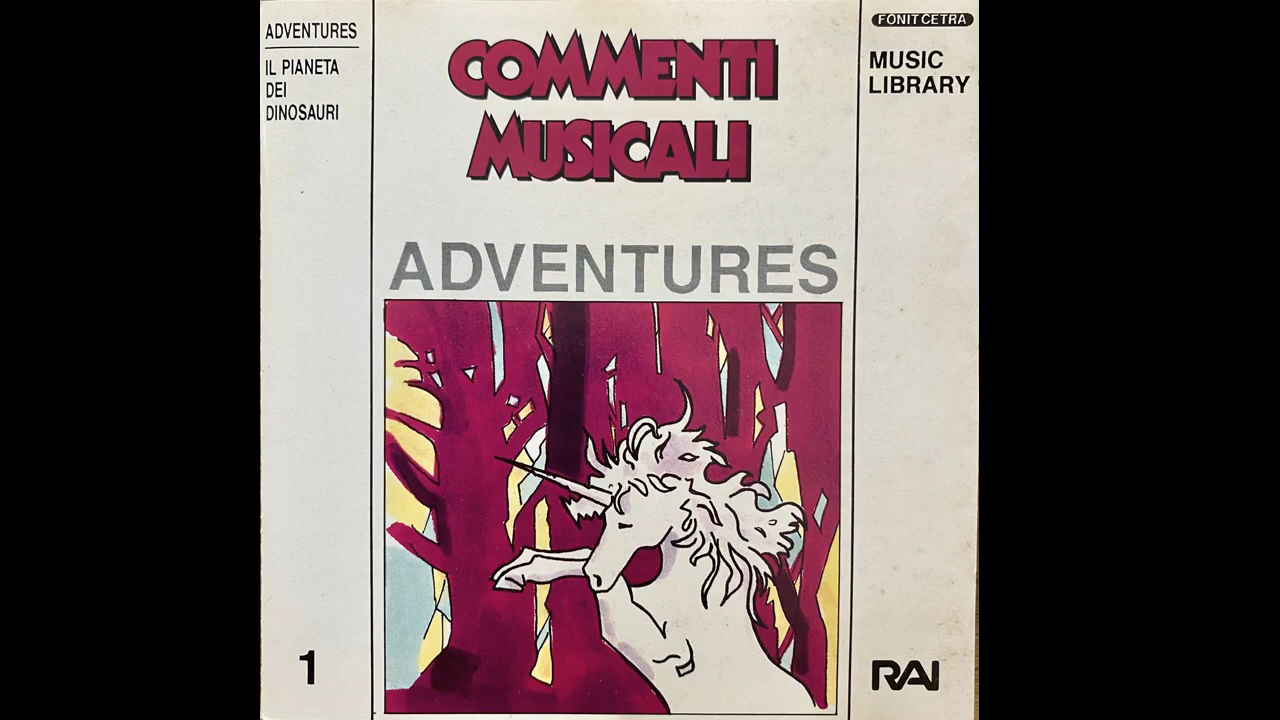 ADVENTURES
IL PIANETA
DEI
DINOSAURI
1
COMMENTI
MUSICALI
ADVENTURES
FONIT CETRA
MUSIC
LIBRARY
RAI